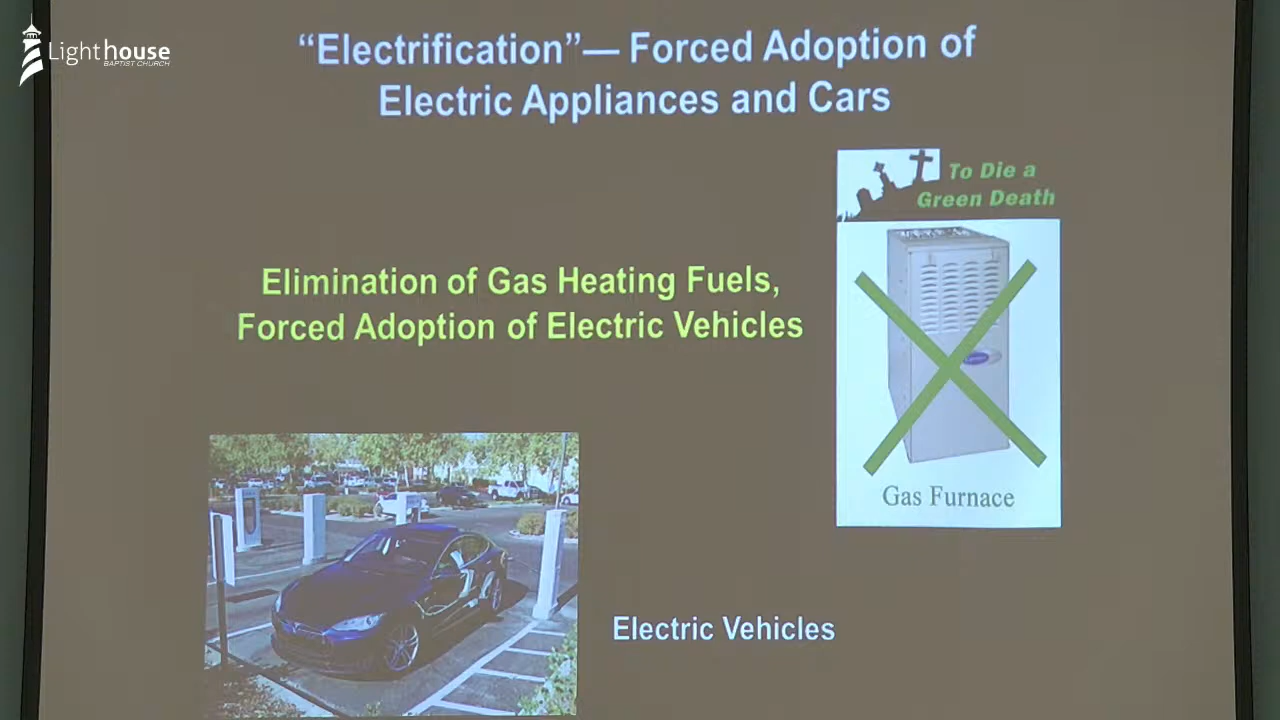 Lighthouse
BAPTIST CHURCH
“Electrification”— Forced Adoption of
Electric Appliances and Cars
To Die a
Green Death
Elimination of Gas Heating Fuels,
Forced Adoption of Electric Vehicles
Gas Furnace
Electric Vehicles